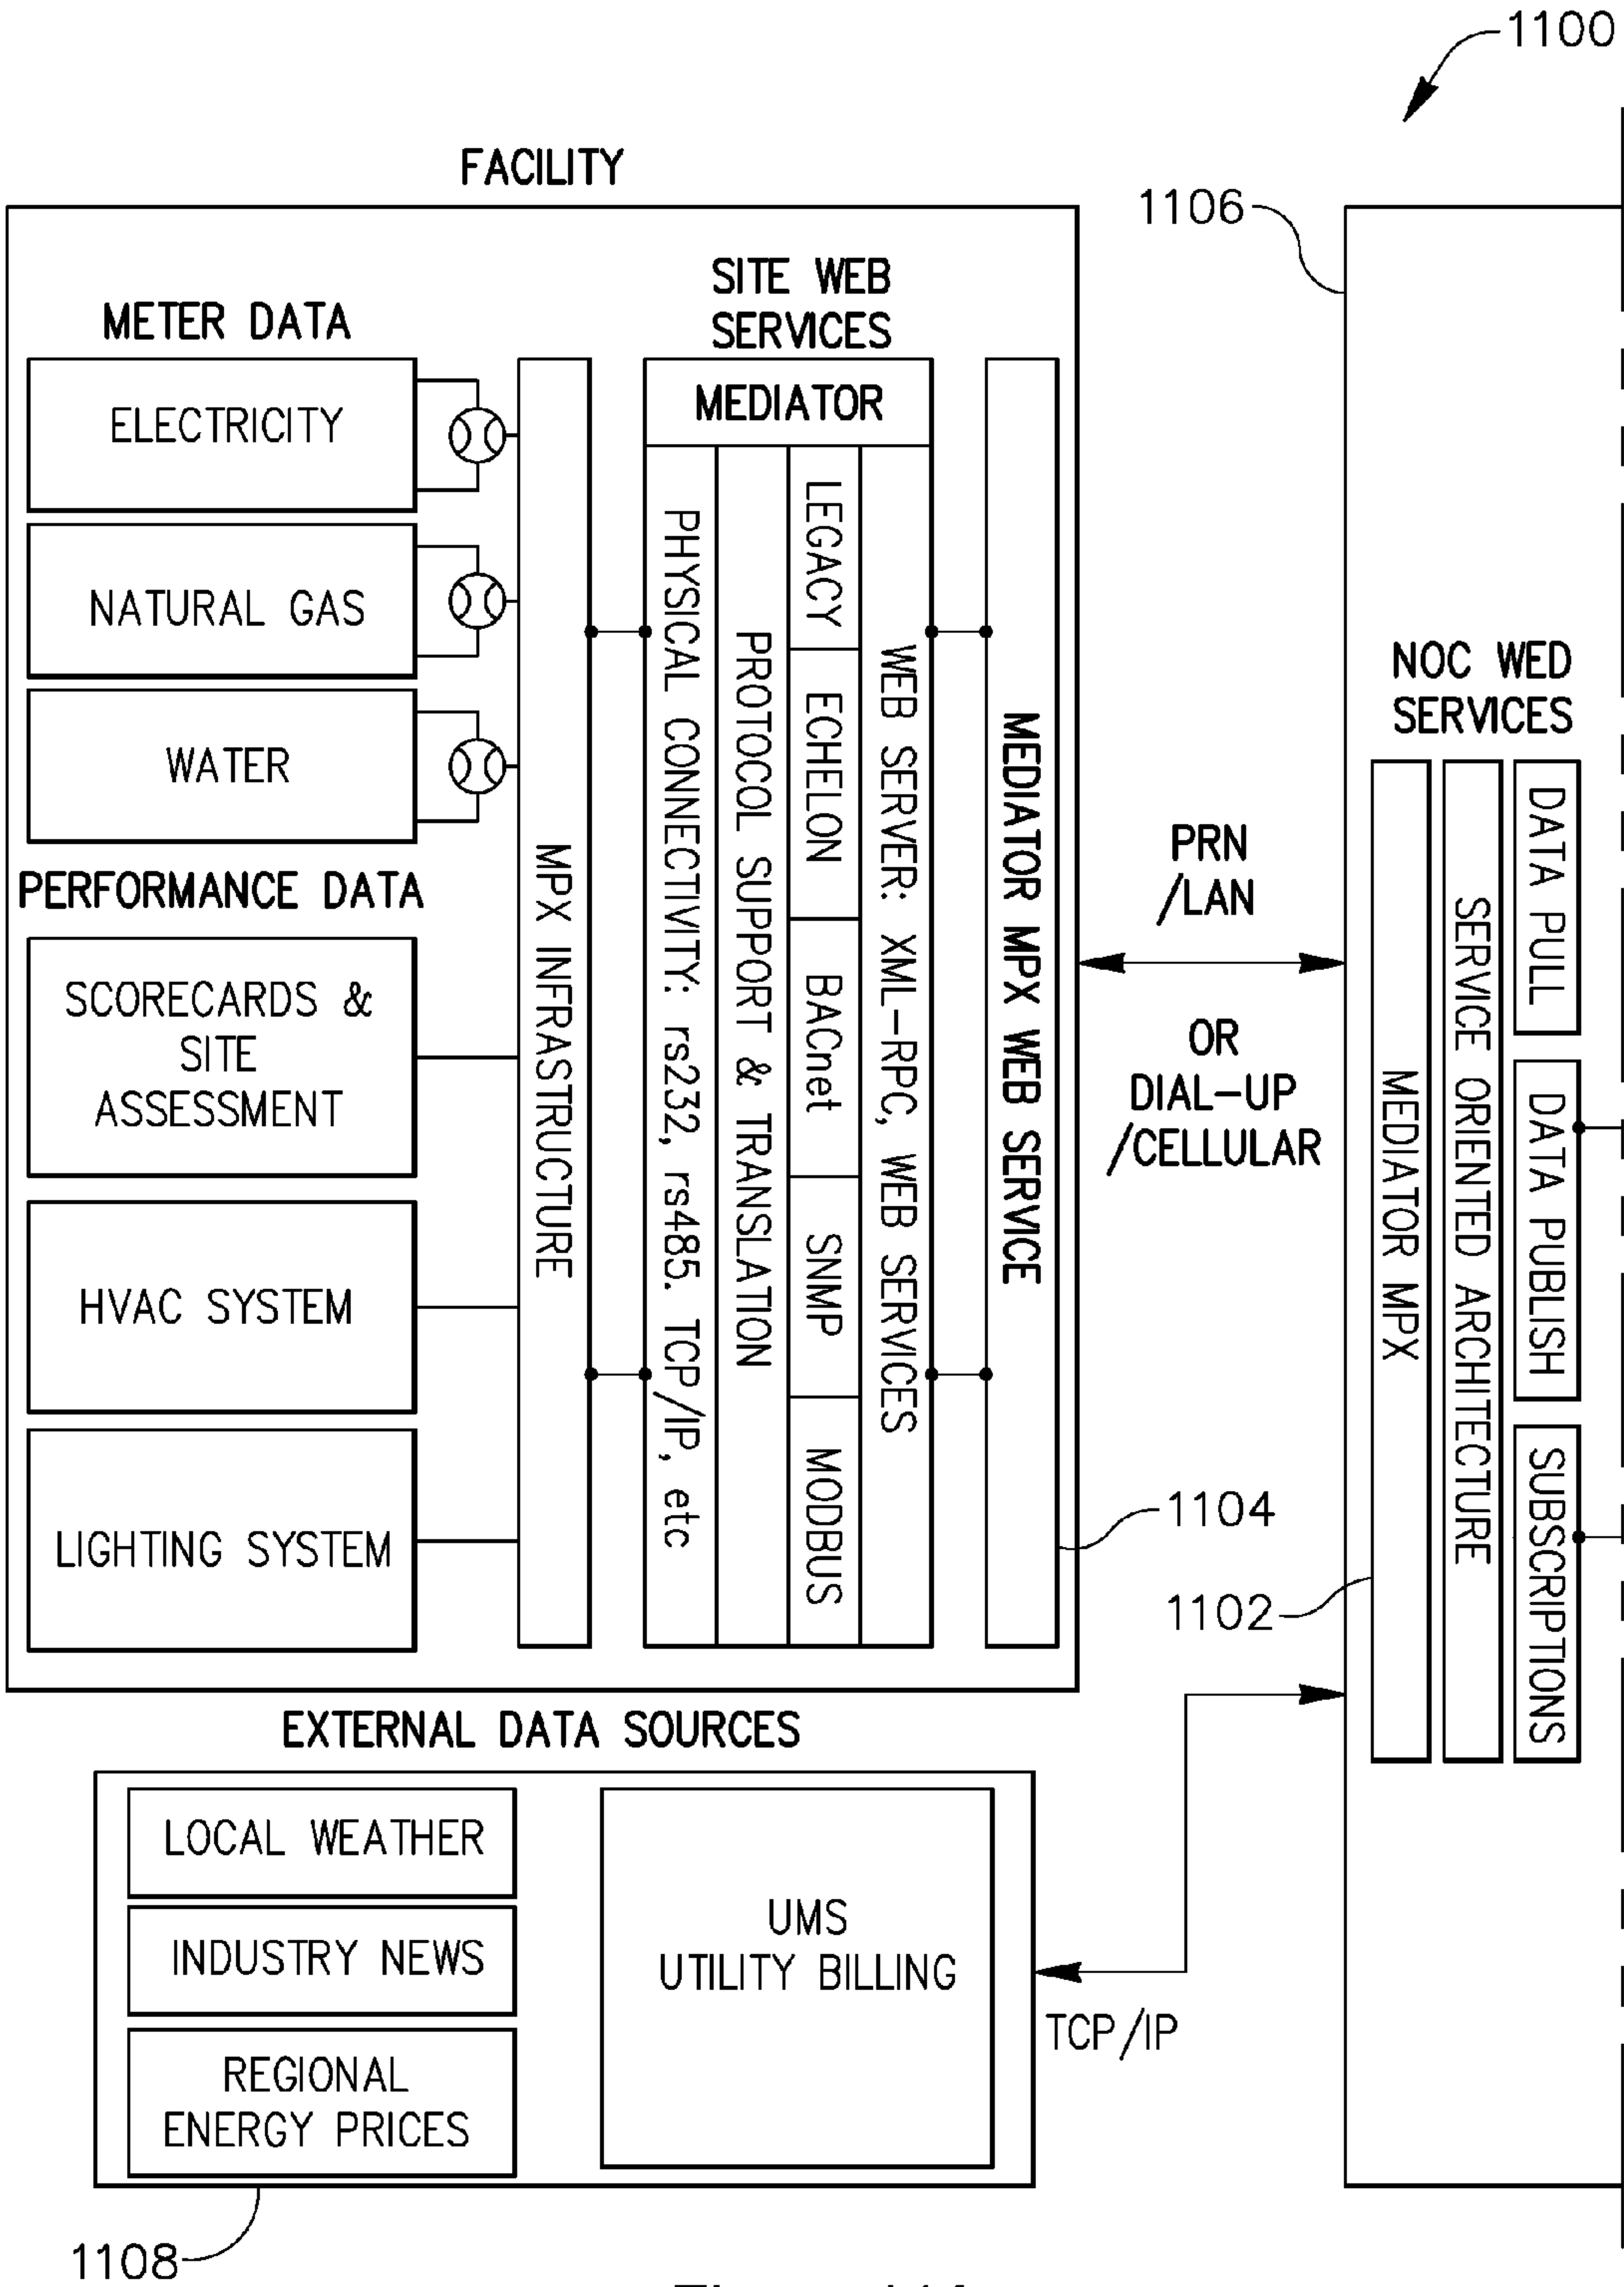 1100
FACILITY
1106
METER DATA
ELECTRICITY
NATURAL GAS
WATER
PERFORMANCE DATA
SCORECARDS &
SITE
ASSESSMENT
HVAC SYSTEM
LIGHTING SYSTEM
MPX INFRASTRUCTURE
SITE WEB
SERVICES
MEDIATOR
PHYSICAL CONNECTIVITY: rs232, rs485. TCP/IP, etc
PROTOCOL SUPPORT & TRANSLATION
LEGACY
ECHELON
BACnet
SNMP
MODBUS
WEB SERVER: XML-RPC, WEB SERVICES
MEDIATOR MPX WEB SERVICE
1104
PRN
/LAN
OR
DIAL-UP
/CELLULAR
NOC WED
SERVICES
MEDIATOR MPX
SERVICE ORIENTED ARCHITECTURE
DATA PULL
DATA PUBLISH
SUBSCRIPTIONS
1102
EXTERNAL DATA SOURCES
LOCAL WEATHER
INDUSTRY NEWS
REGIONAL
ENERGY PRICES
UMS
UTILITY BILLING
TCP/IP
1108